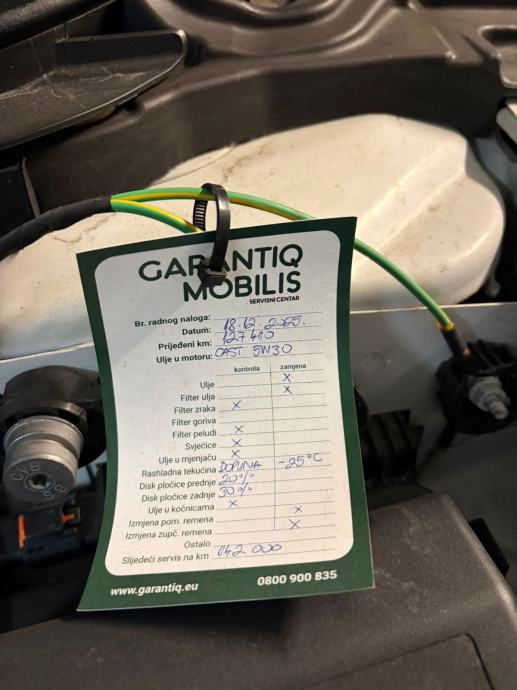 GARANTIQ
MOBILIS
SERVISNI CENTAR
Br. radnog naloga:
Datum: 18.12.2025.
Prijeđeni km: 127410
Ulje u motoru: CAST 5W30
kontrola zamjena
Ulje X
Filter ulja X
Filter zraka X
Filter goriva
Filter peludi X
Svjećice X
Ulje u mjenjaču X
Rashladna tekućina DOPUNA -25°C
Disk pločice prednje 20%
Disk pločice zadnje 30%
Ulje u kočnicama X
Izmjena pom. remena X
Izmjena zupč. remena X
Ostalo
Slijedeći servis na km 142 000
www.garantiq.eu 0800 900 835